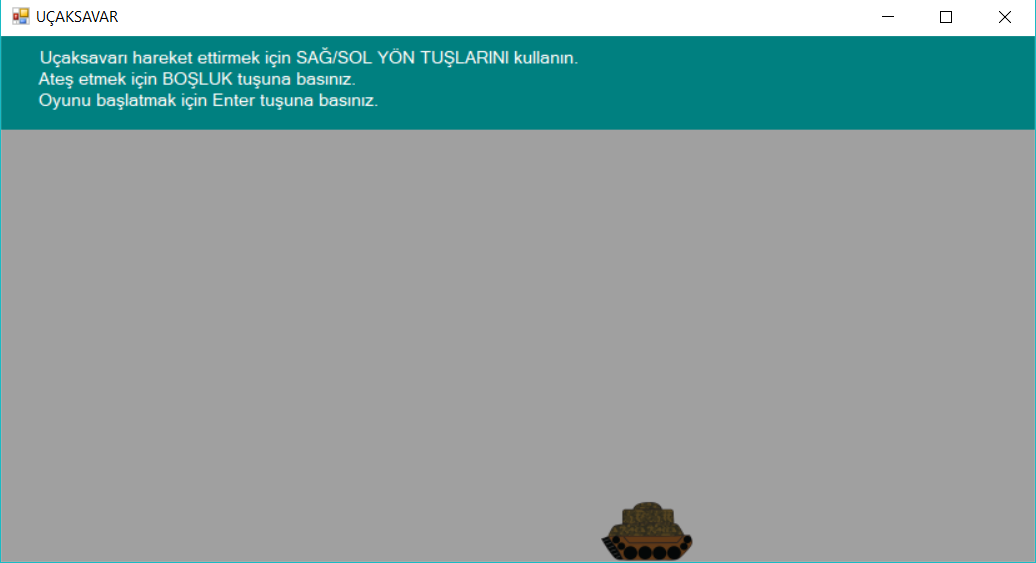 UÇAKSAVAR
Uçaksavarı hareket ettirmek için SAĞ/SOL YÖN TUŞLARINI kullanın.
Ateş etmek için BOŞLUK tuşuna basınız.
Oyunu başlatmak için Enter tuşuna basınız.